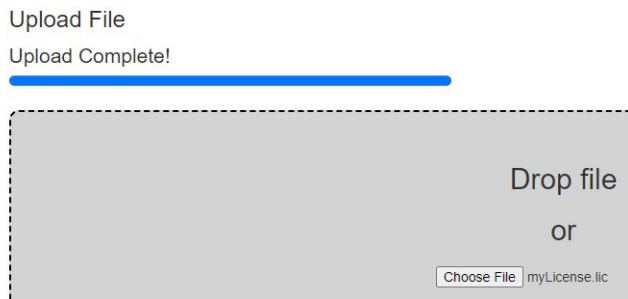 Upload File
Upload Complete!
Drop file
or
Choose File myLicense.lic